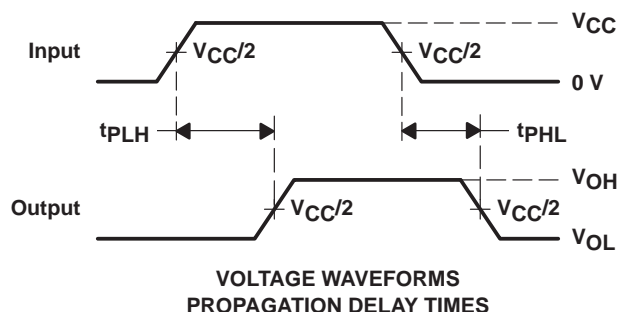 VCC
Input
VCC/2
VCC/2
0 V
tPLH
tPHL
VOH
Output
VCC/2
VCC/2
VOL
VOLTAGE WAVEFORMS
PROPAGATION DELAY TIMES